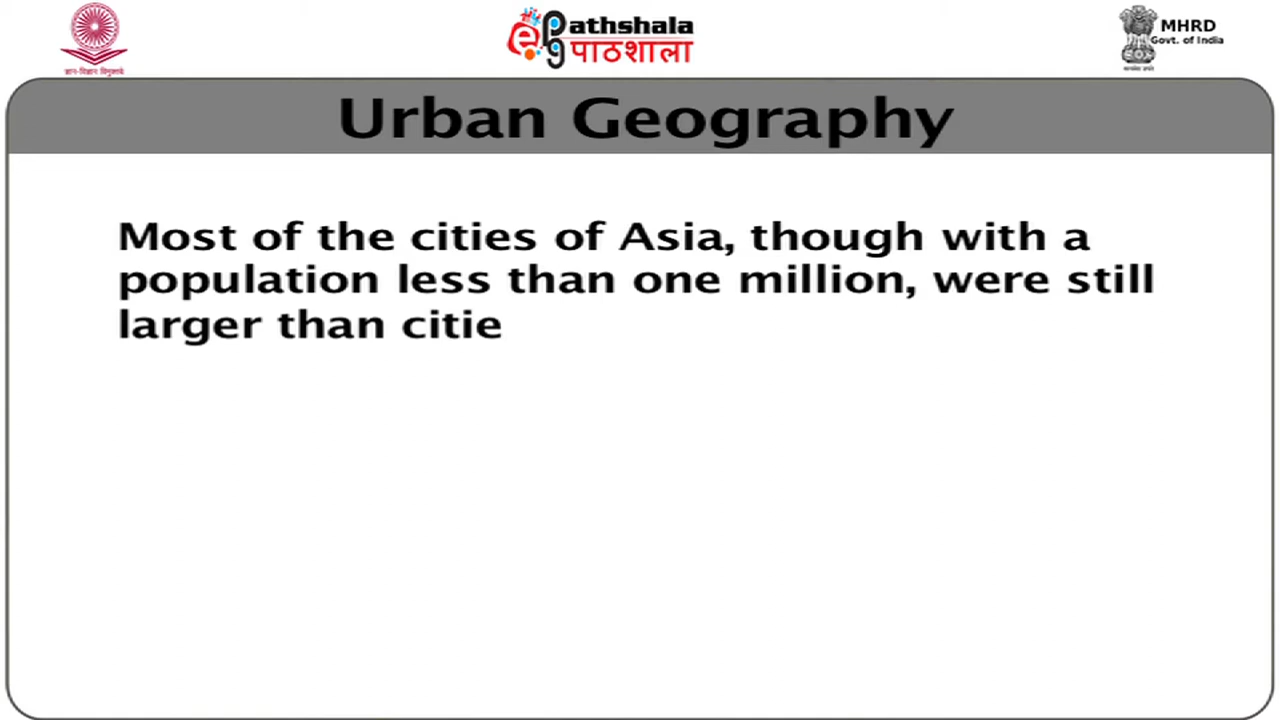 Pathshala
पाठशाला
MHRD
Govt. of India
ज्ञान-विज्ञान विमुक्तये
Urban Geography
Most of the cities of Asia, though with a
population less than one million, were still
larger than citie